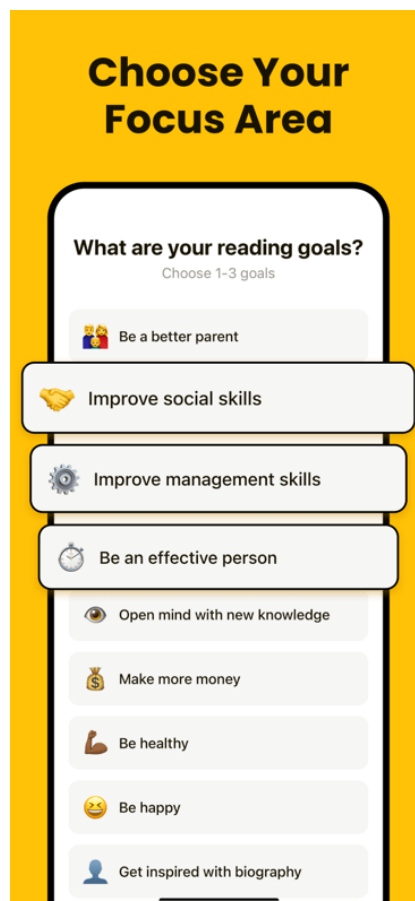 Choose Your
Focus Area
What are your reading goals?
Choose 1-3 goals
Be a better parent
Improve social skills
Improve management skills
Be an effective person
Open mind with new knowledge
Make more money
Be healthy
Be happy
Get inspired with biography